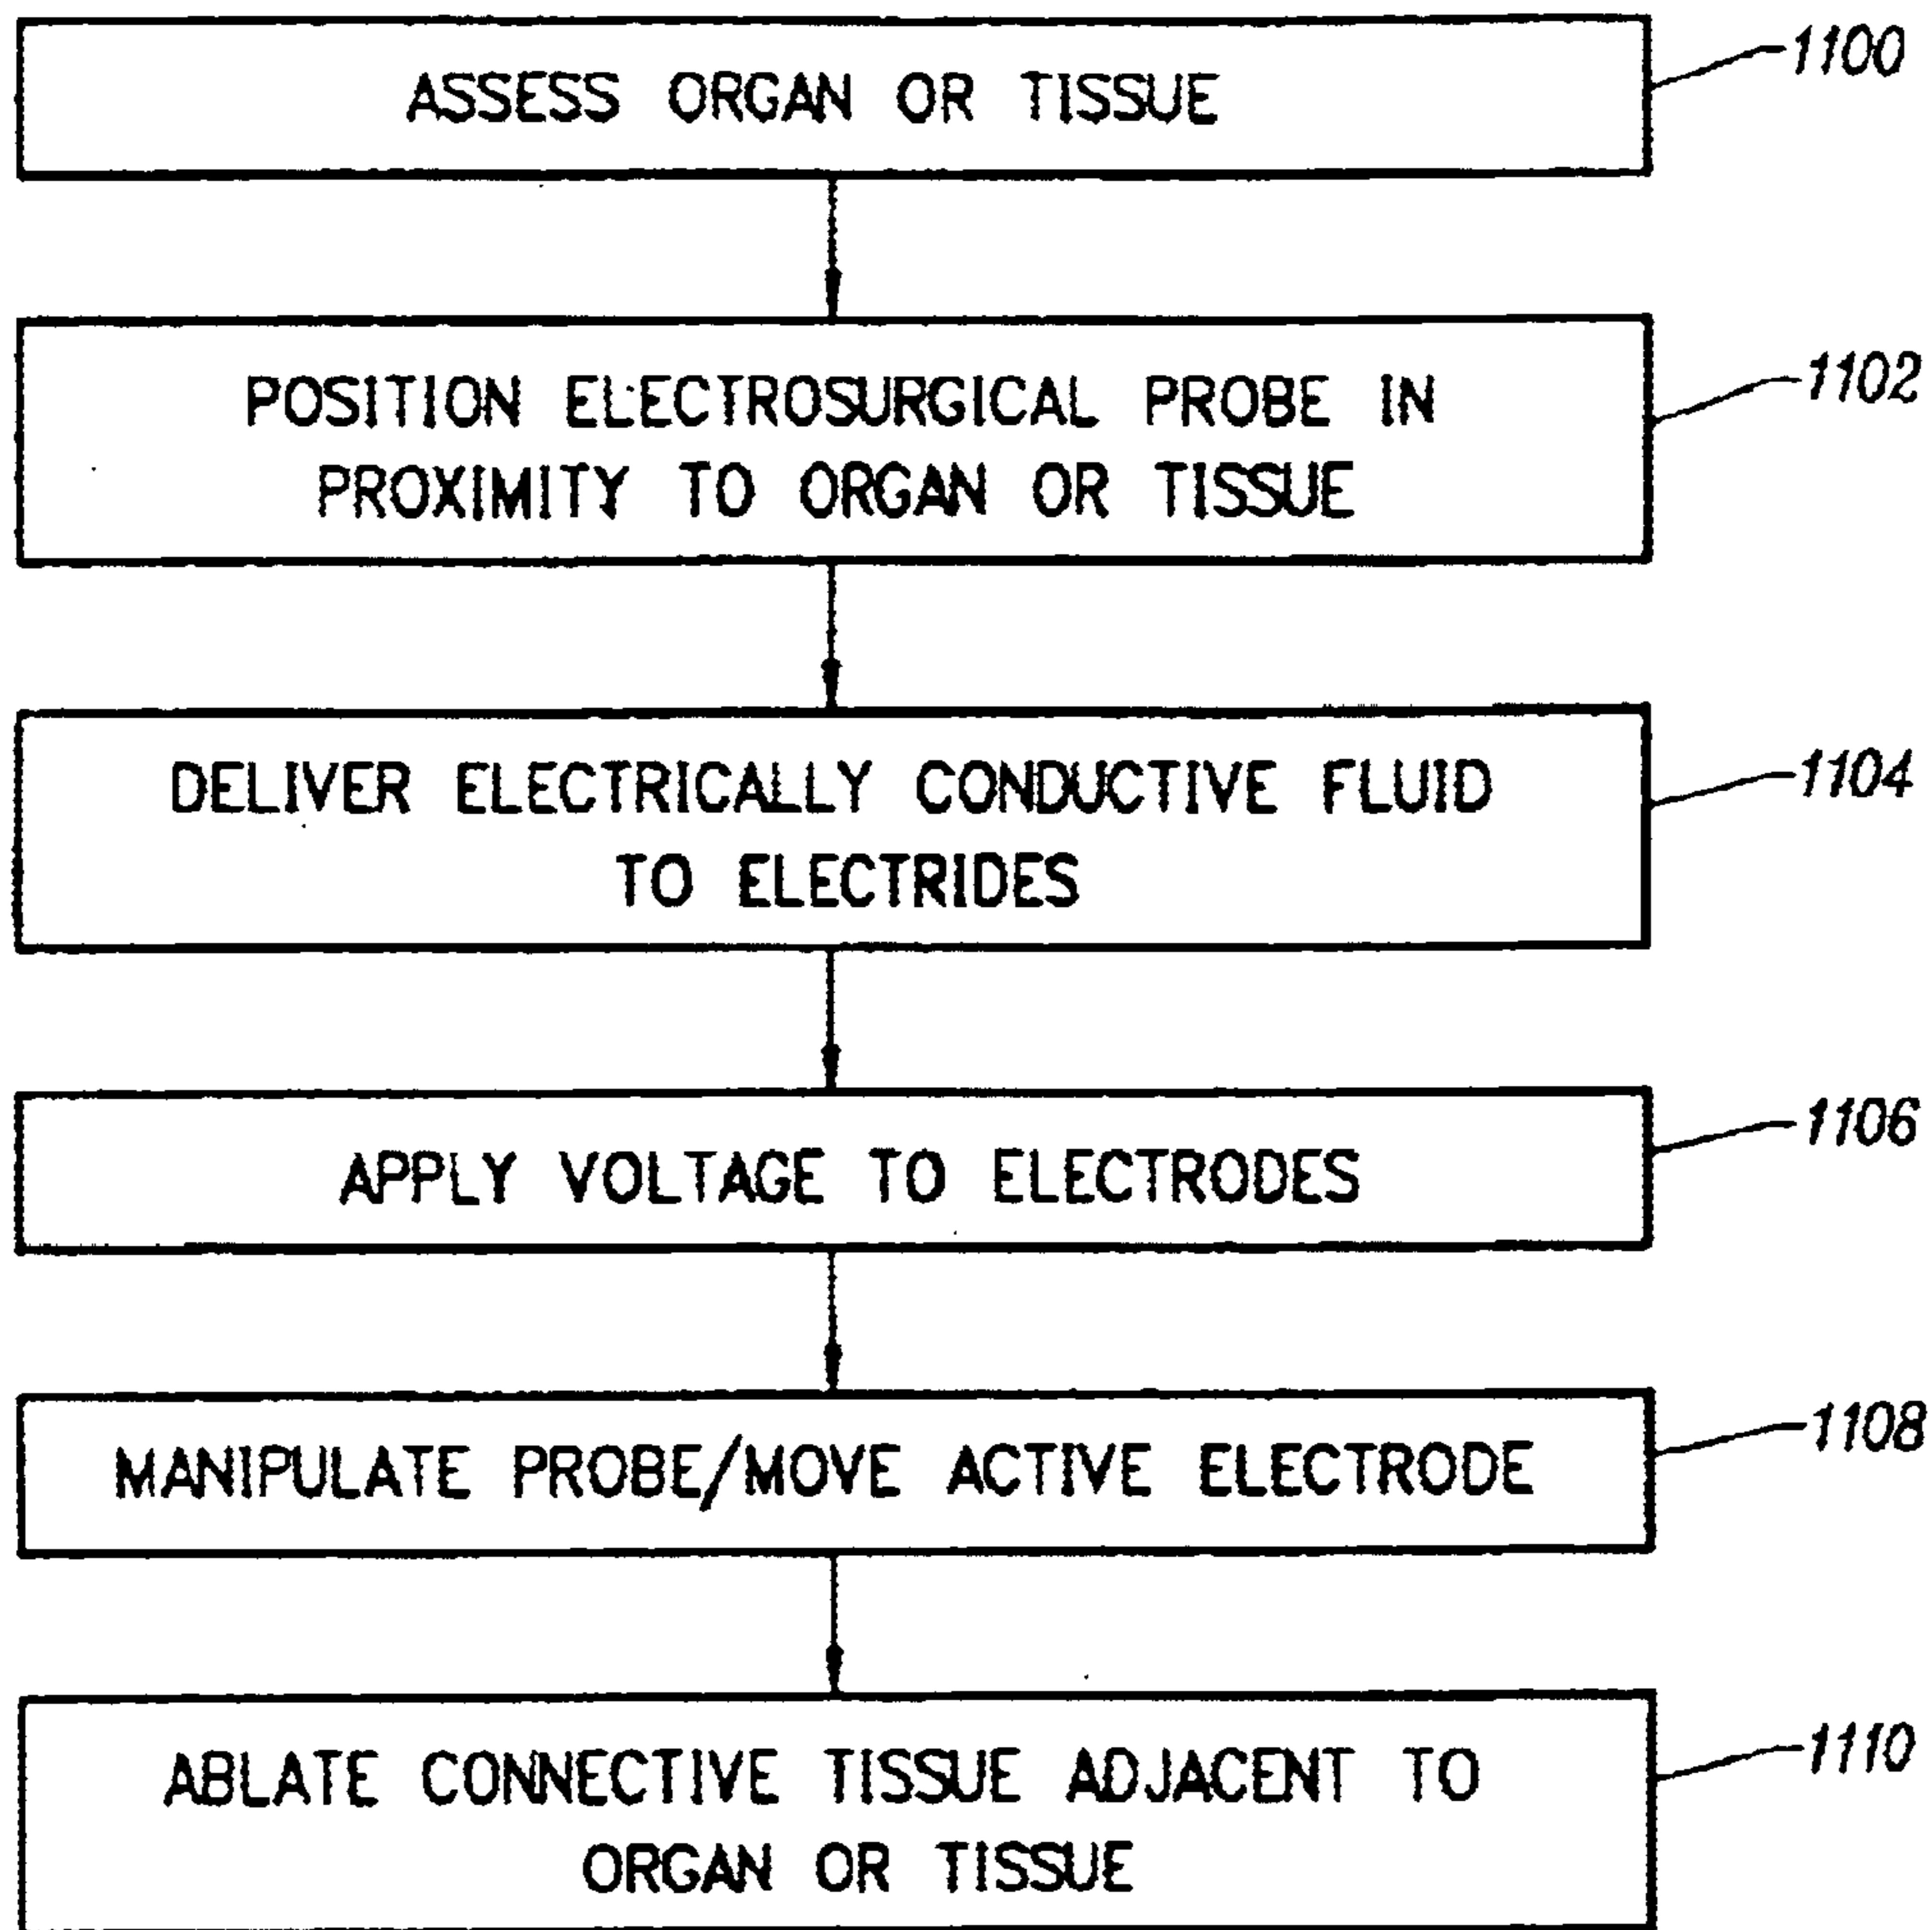 ASSESS ORGAN OR TISSUE
1100
POSITION ELECTROSURGICAL PROBE IN
PROXIMITY TO ORGAN OR TISSUE
1102
DELIVER ELECTRICALLY CONDUCTIVE FLUID
TO ELECTRIDES
1104
APPLY VOLTAGE TO ELECTRODES
1106
MANIPULATE PROBE/MOVE ACTIVE ELECTRODE
1108
ABLATE CONNECTIVE TISSUE ADJACENT TO
ORGAN OR TISSUE
1110